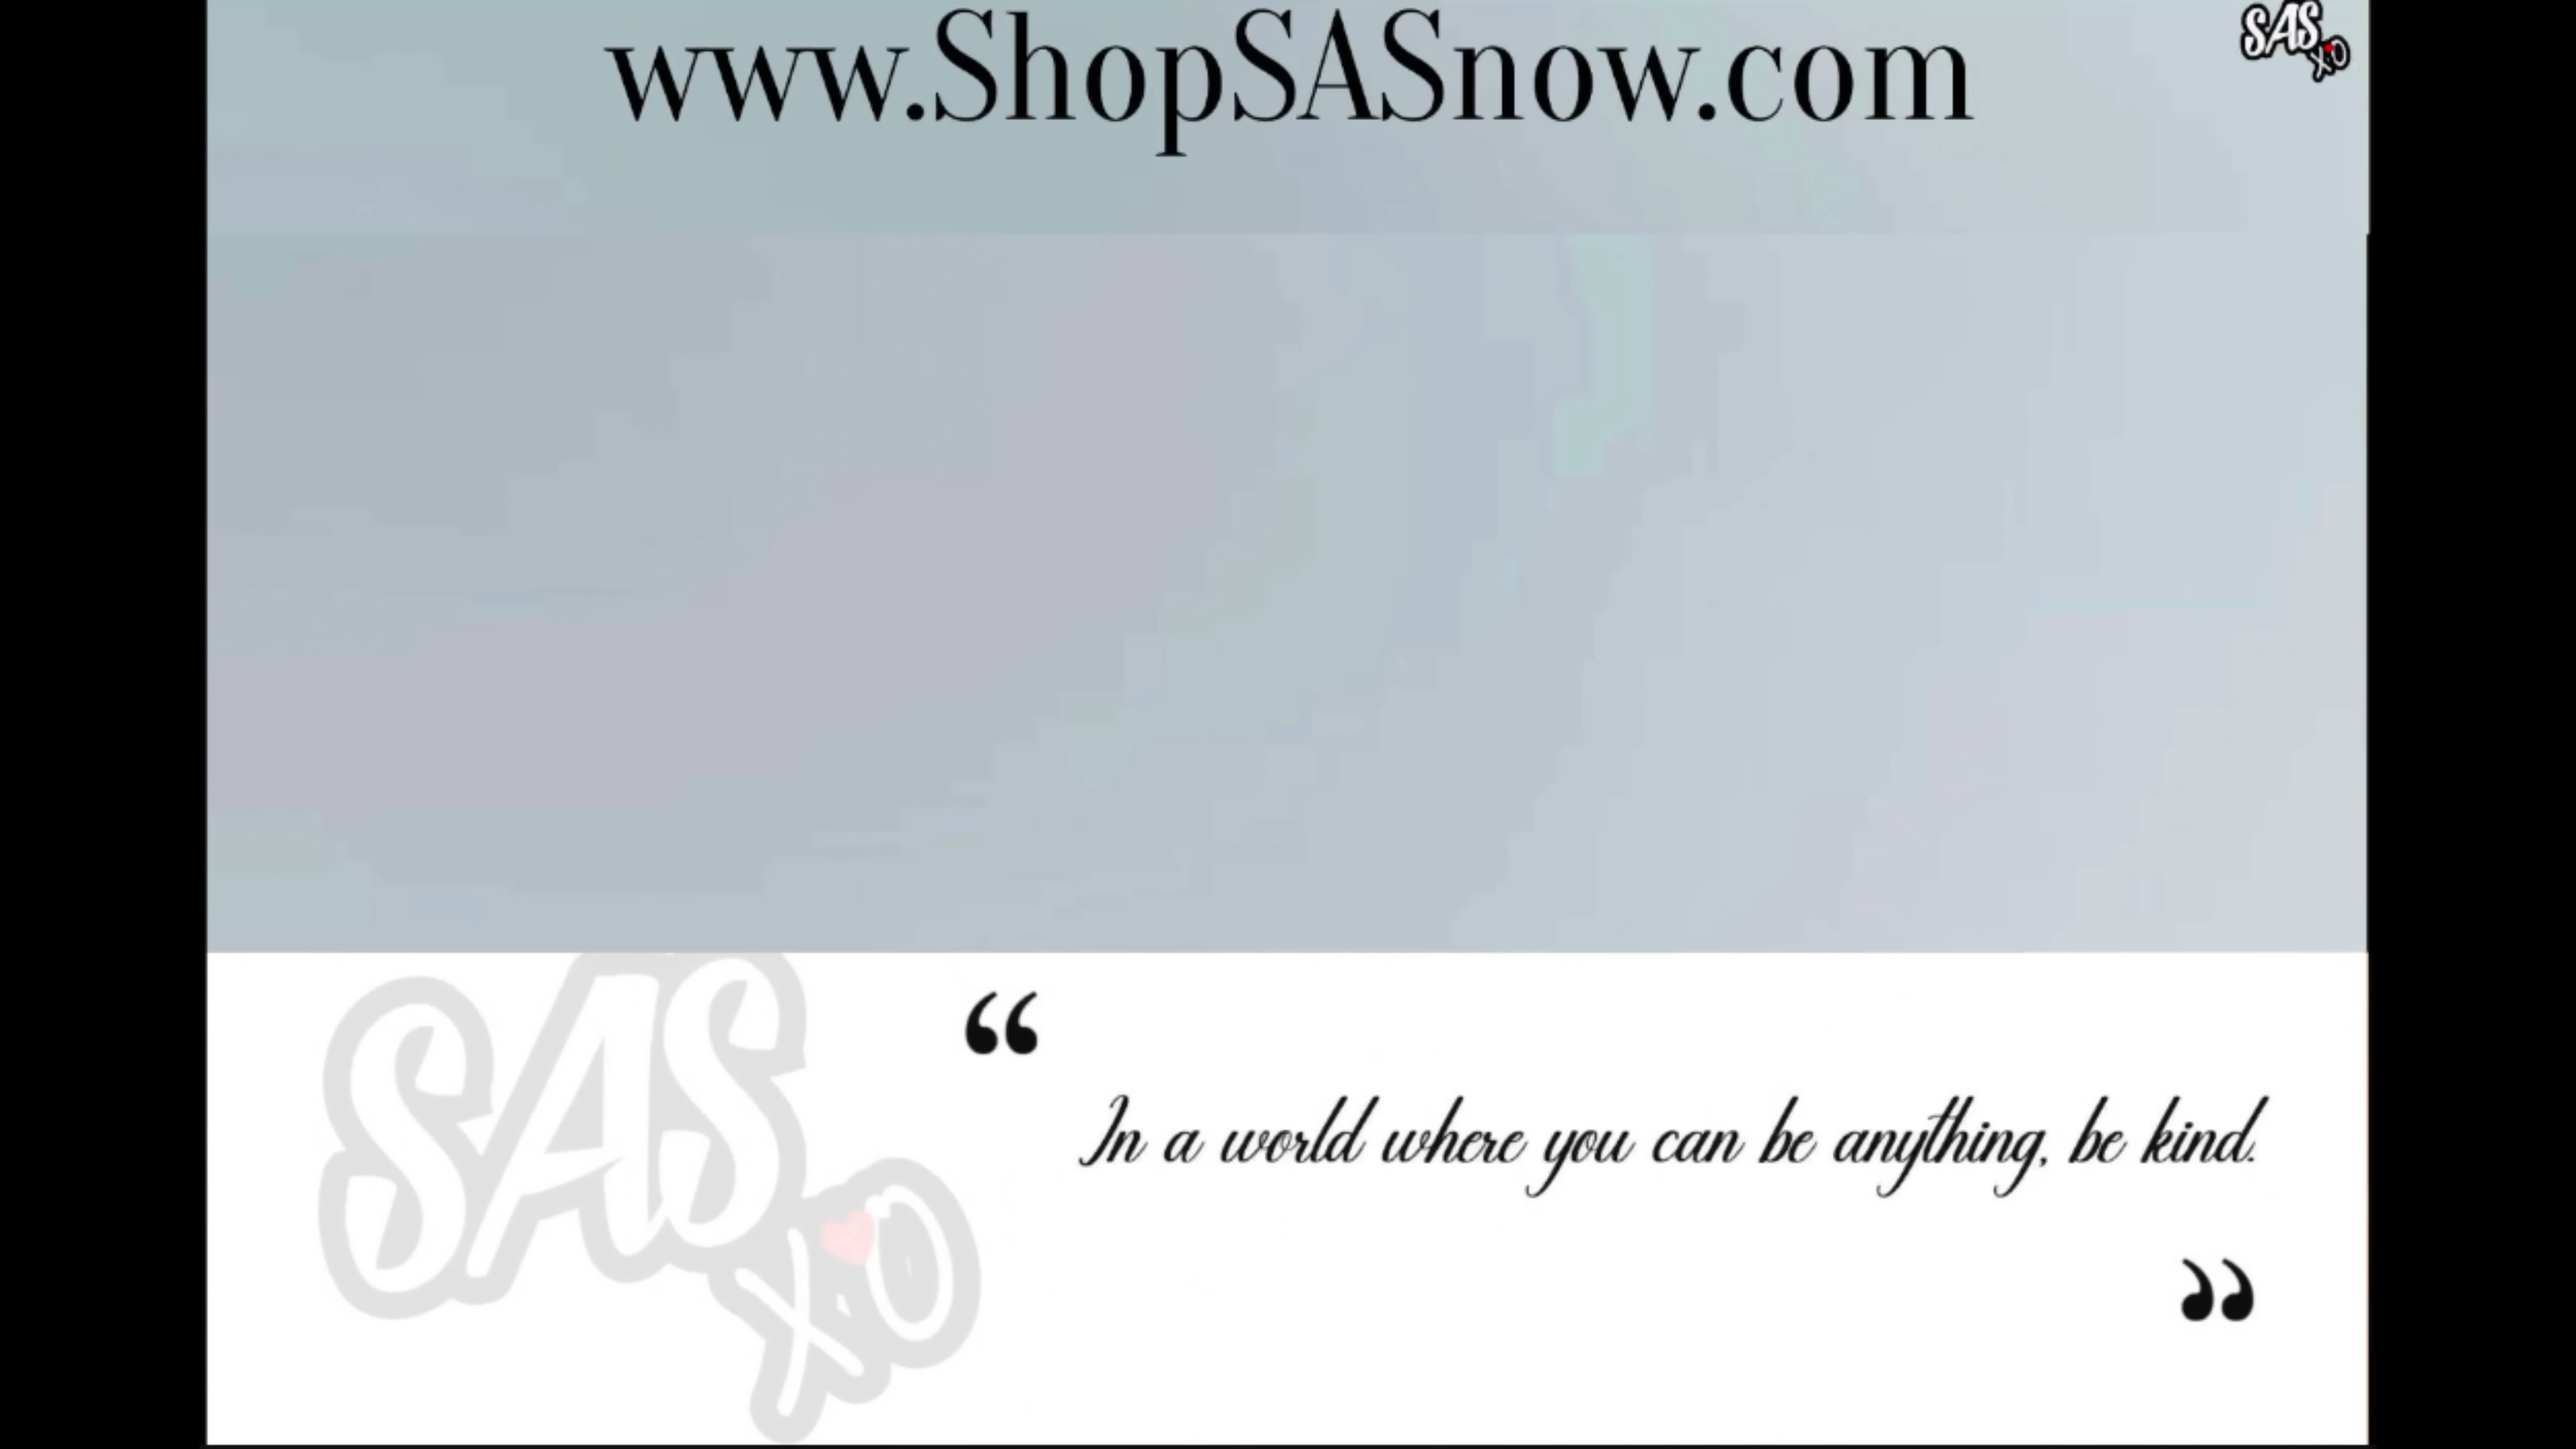 www.ShopSASnow.com
SAS
XO
SAS
XO
“
In a world where you can be anything, be kind.
”